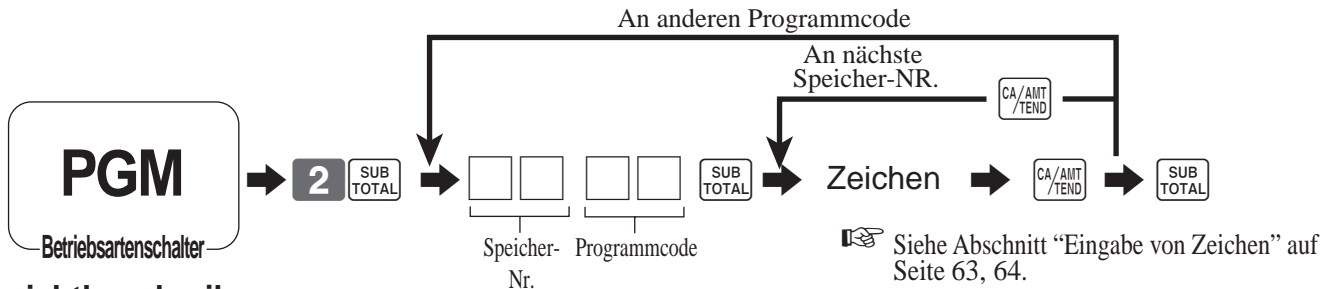 An anderen Programmcode
An nächste
Speicher-NR.
CA/AMT
TEND
PGM
2
SUB
TOTAL
SUB
TOTAL
Zeichen
CA/AMT
TEND
SUB
TOTAL
Betriebsartenschalter
Speicher-
Nr.
Programmcode
☞ Siehe Abschnitt “Eingabe von Zeichen” auf
Seite 63, 64.